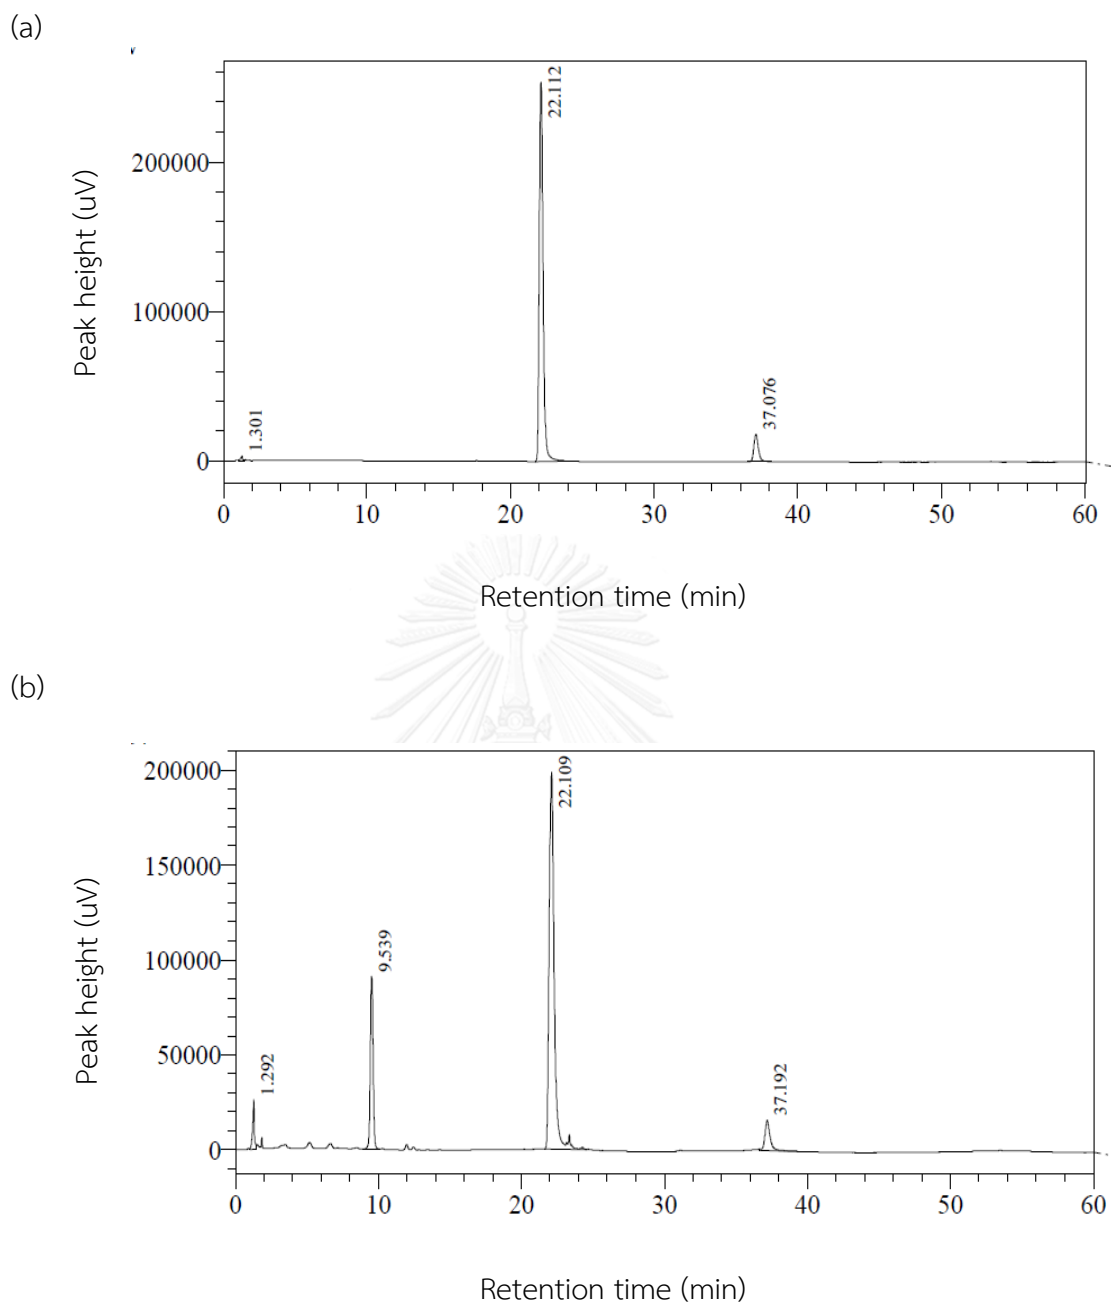 (a)
Peak height (uV)
200000
100000
0
1.301
22.112
37.076
0 10 20 30 40 50 60
Retention time (min)
(b)
Peak height (uV)
200000
150000
100000
50000
0
1.292
9.539
22.109
37.192
0 10 20 30 40 50 60
Retention time (min)